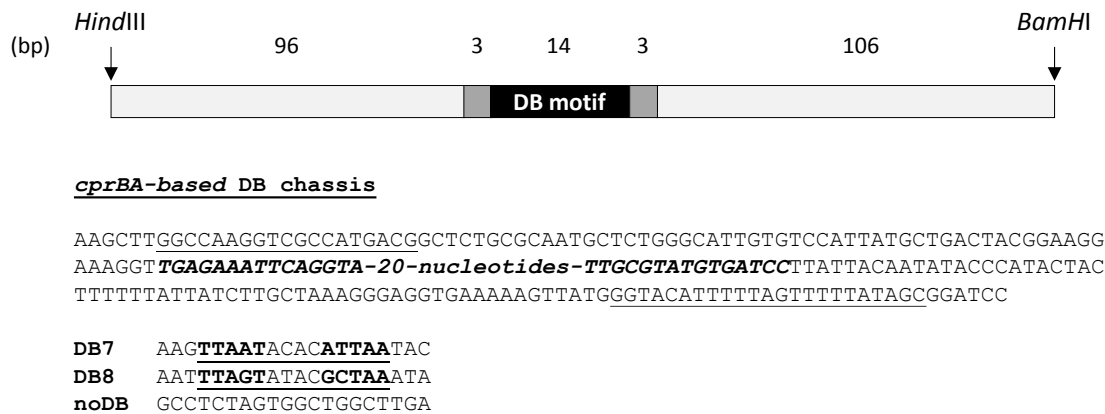 HindIII BamHI
(bp) 96 3 14 3 106
DB motif
cprBA-based DB chassis
AAGCTTGGCCAAGGTCGCCATGACGGCTCTGCGCAATGCTCTGGGCATTGTGTCCATTATGCTGACTACGGAAGG
AAAGGTTGAGAAATTCAGGTA-20-nucleotides-TTGCGTATGTGATCCTTATTACAATATACCCATACTAC
TTTTTTATTATCTTGCTAAAGGGAGGTGAAAAAGTTATGGGTACATTTTTAGTTTTTATAGCGGATCC
DB7 AAGTTAATACACATTAATAC
DB8 AATTTAGTATACGCTAAATA
noDB GCCTCTAGTGGCTGGCTTGA